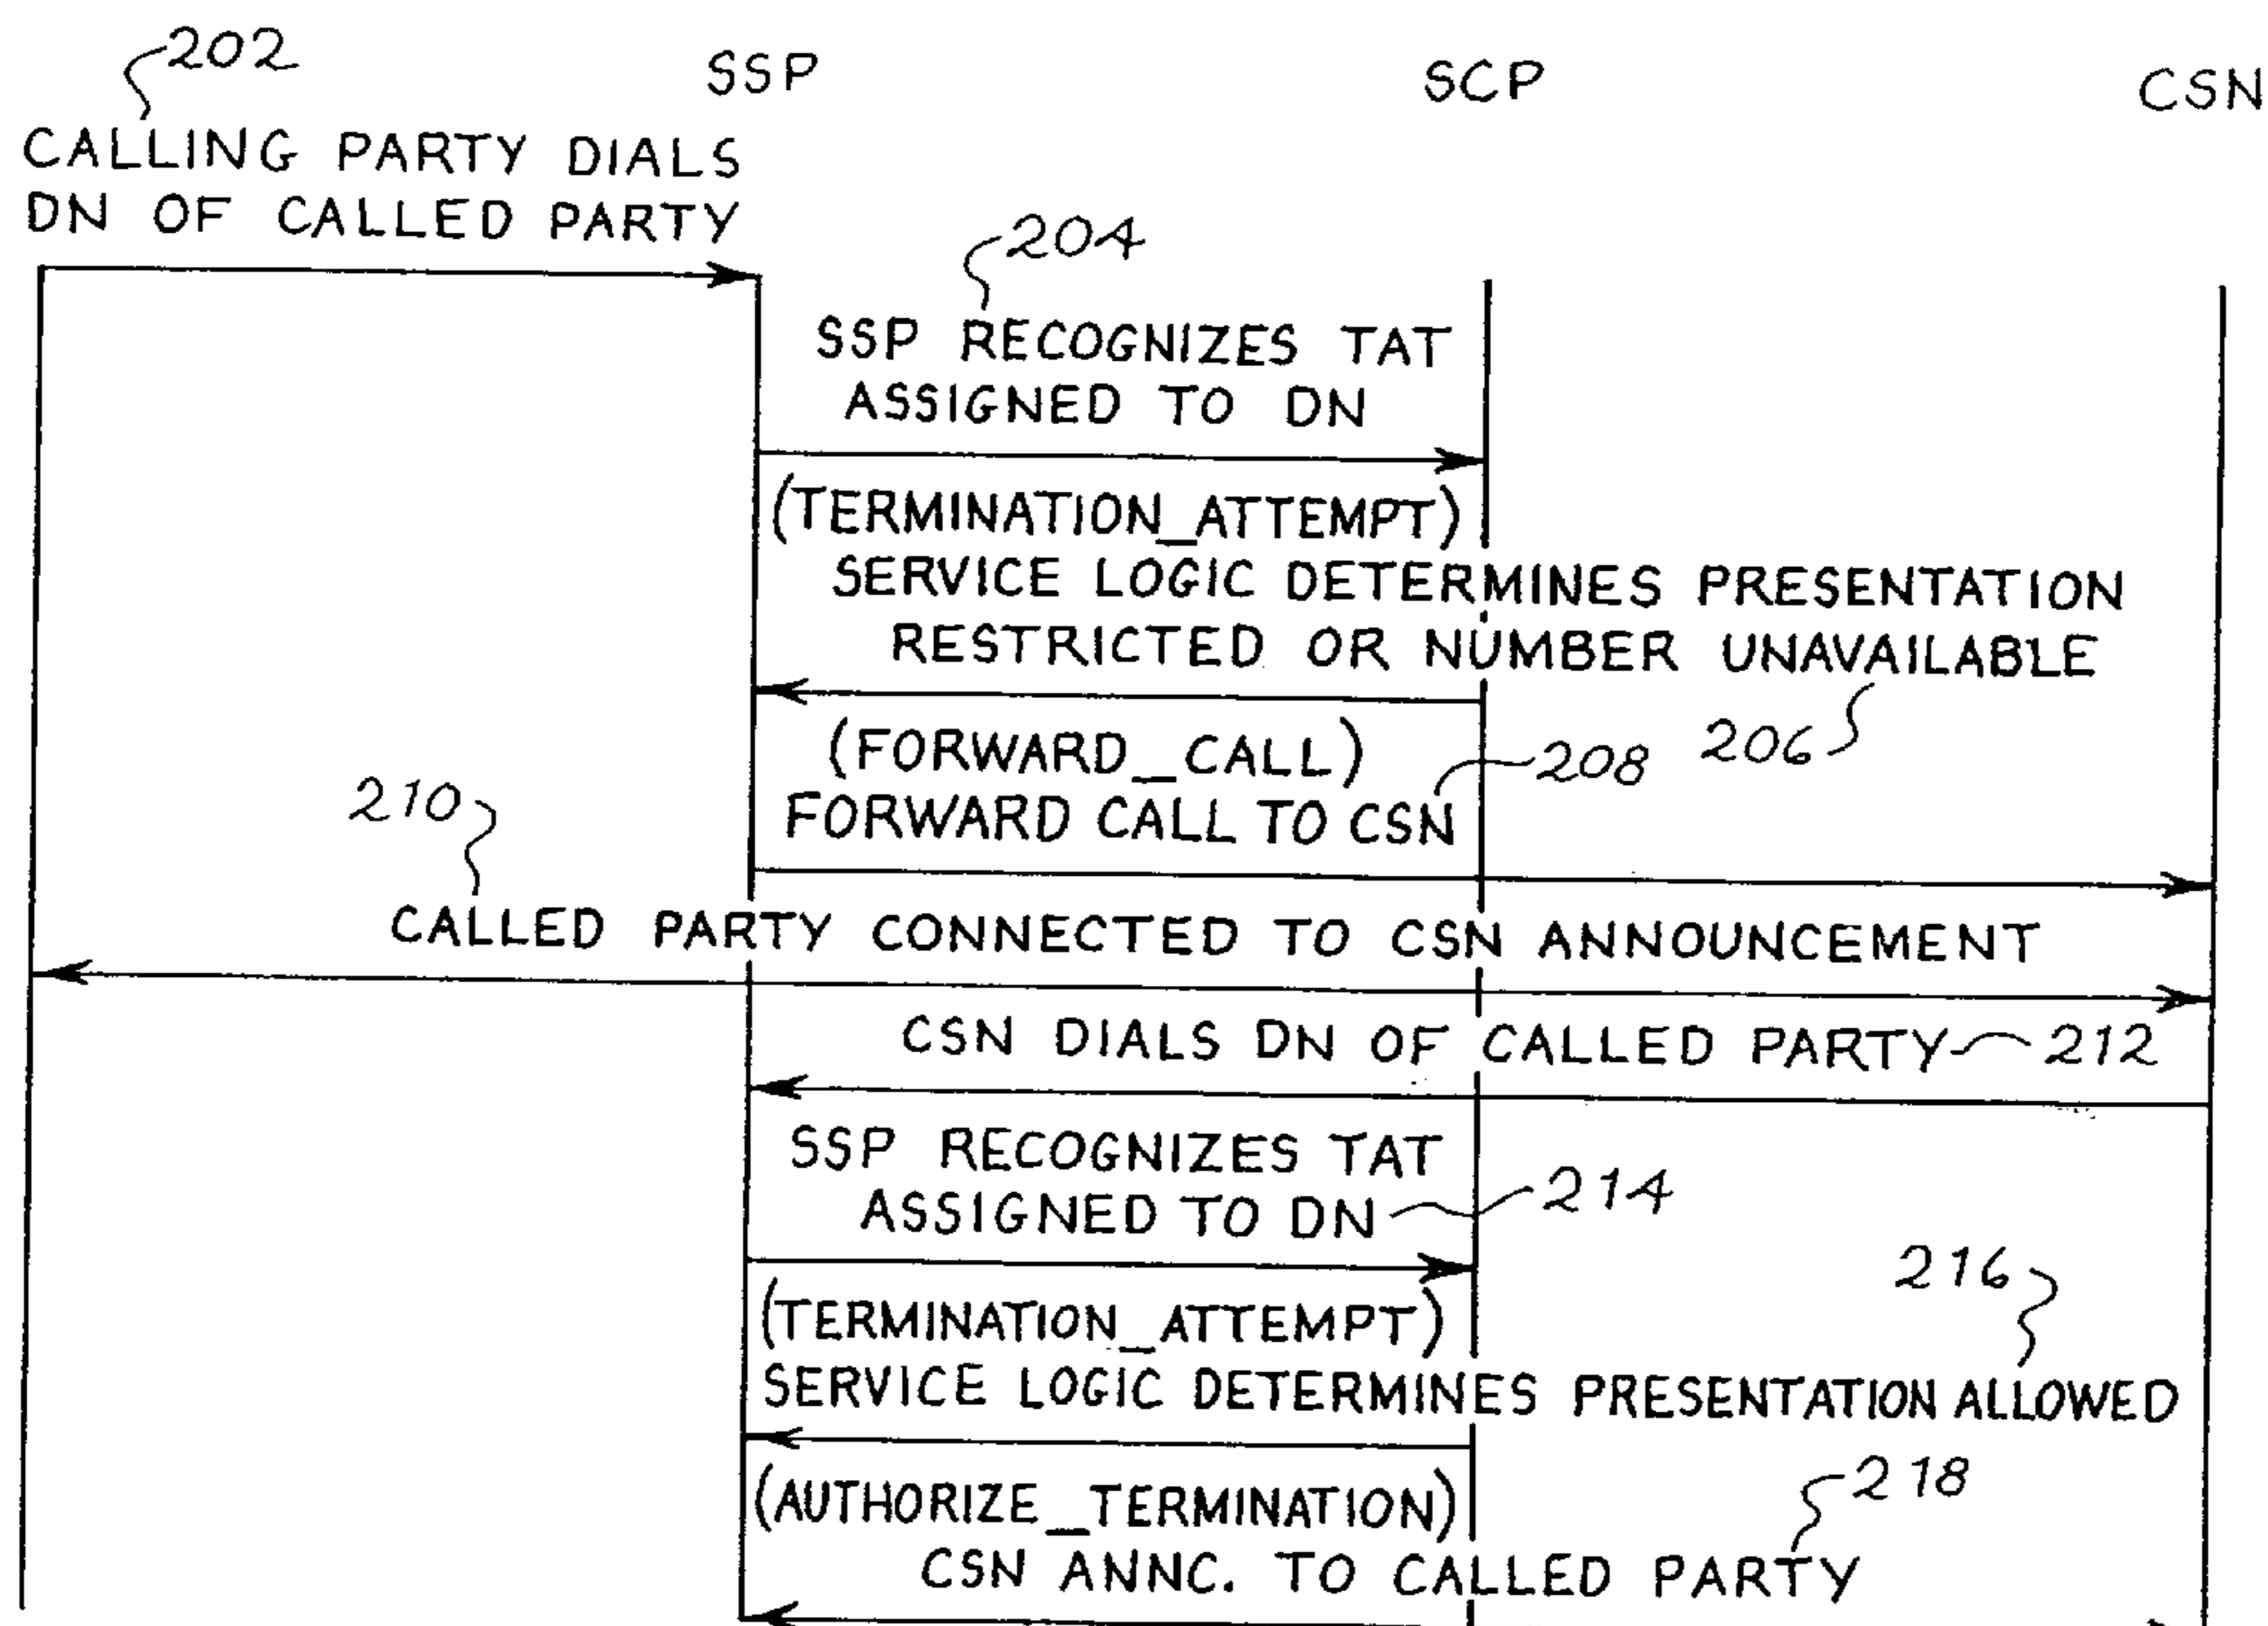 202
SSP
SCP
CSN
CALLING PARTY DIALS
DN OF CALLED PARTY
204
SSP RECOGNIZES TAT
ASSIGNED TO DN
(TERMINATION_ATTEMPT)
SERVICE LOGIC DETERMINES PRESENTATION
RESTRICTED OR NUMBER UNAVAILABLE
206
(FORWARD_CALL)
208
FORWARD CALL TO CSN
210
CALLED PARTY CONNECTED TO CSN ANNOUNCEMENT
CSN DIALS DN OF CALLED PARTY 212
SSP RECOGNIZES TAT
ASSIGNED TO DN 214
216
(TERMINATION_ATTEMPT)
SERVICE LOGIC DETERMINES PRESENTATION ALLOWED
218
(AUTHORIZE_TERMINATION)
CSN ANNC. TO CALLED PARTY